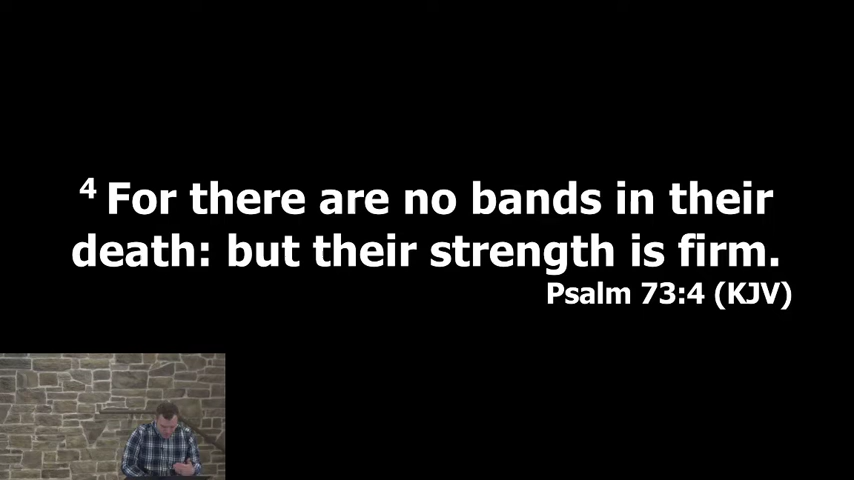 4 For there are no bands in their
death: but their strength is firm.
Psalm 73:4 (KJV)